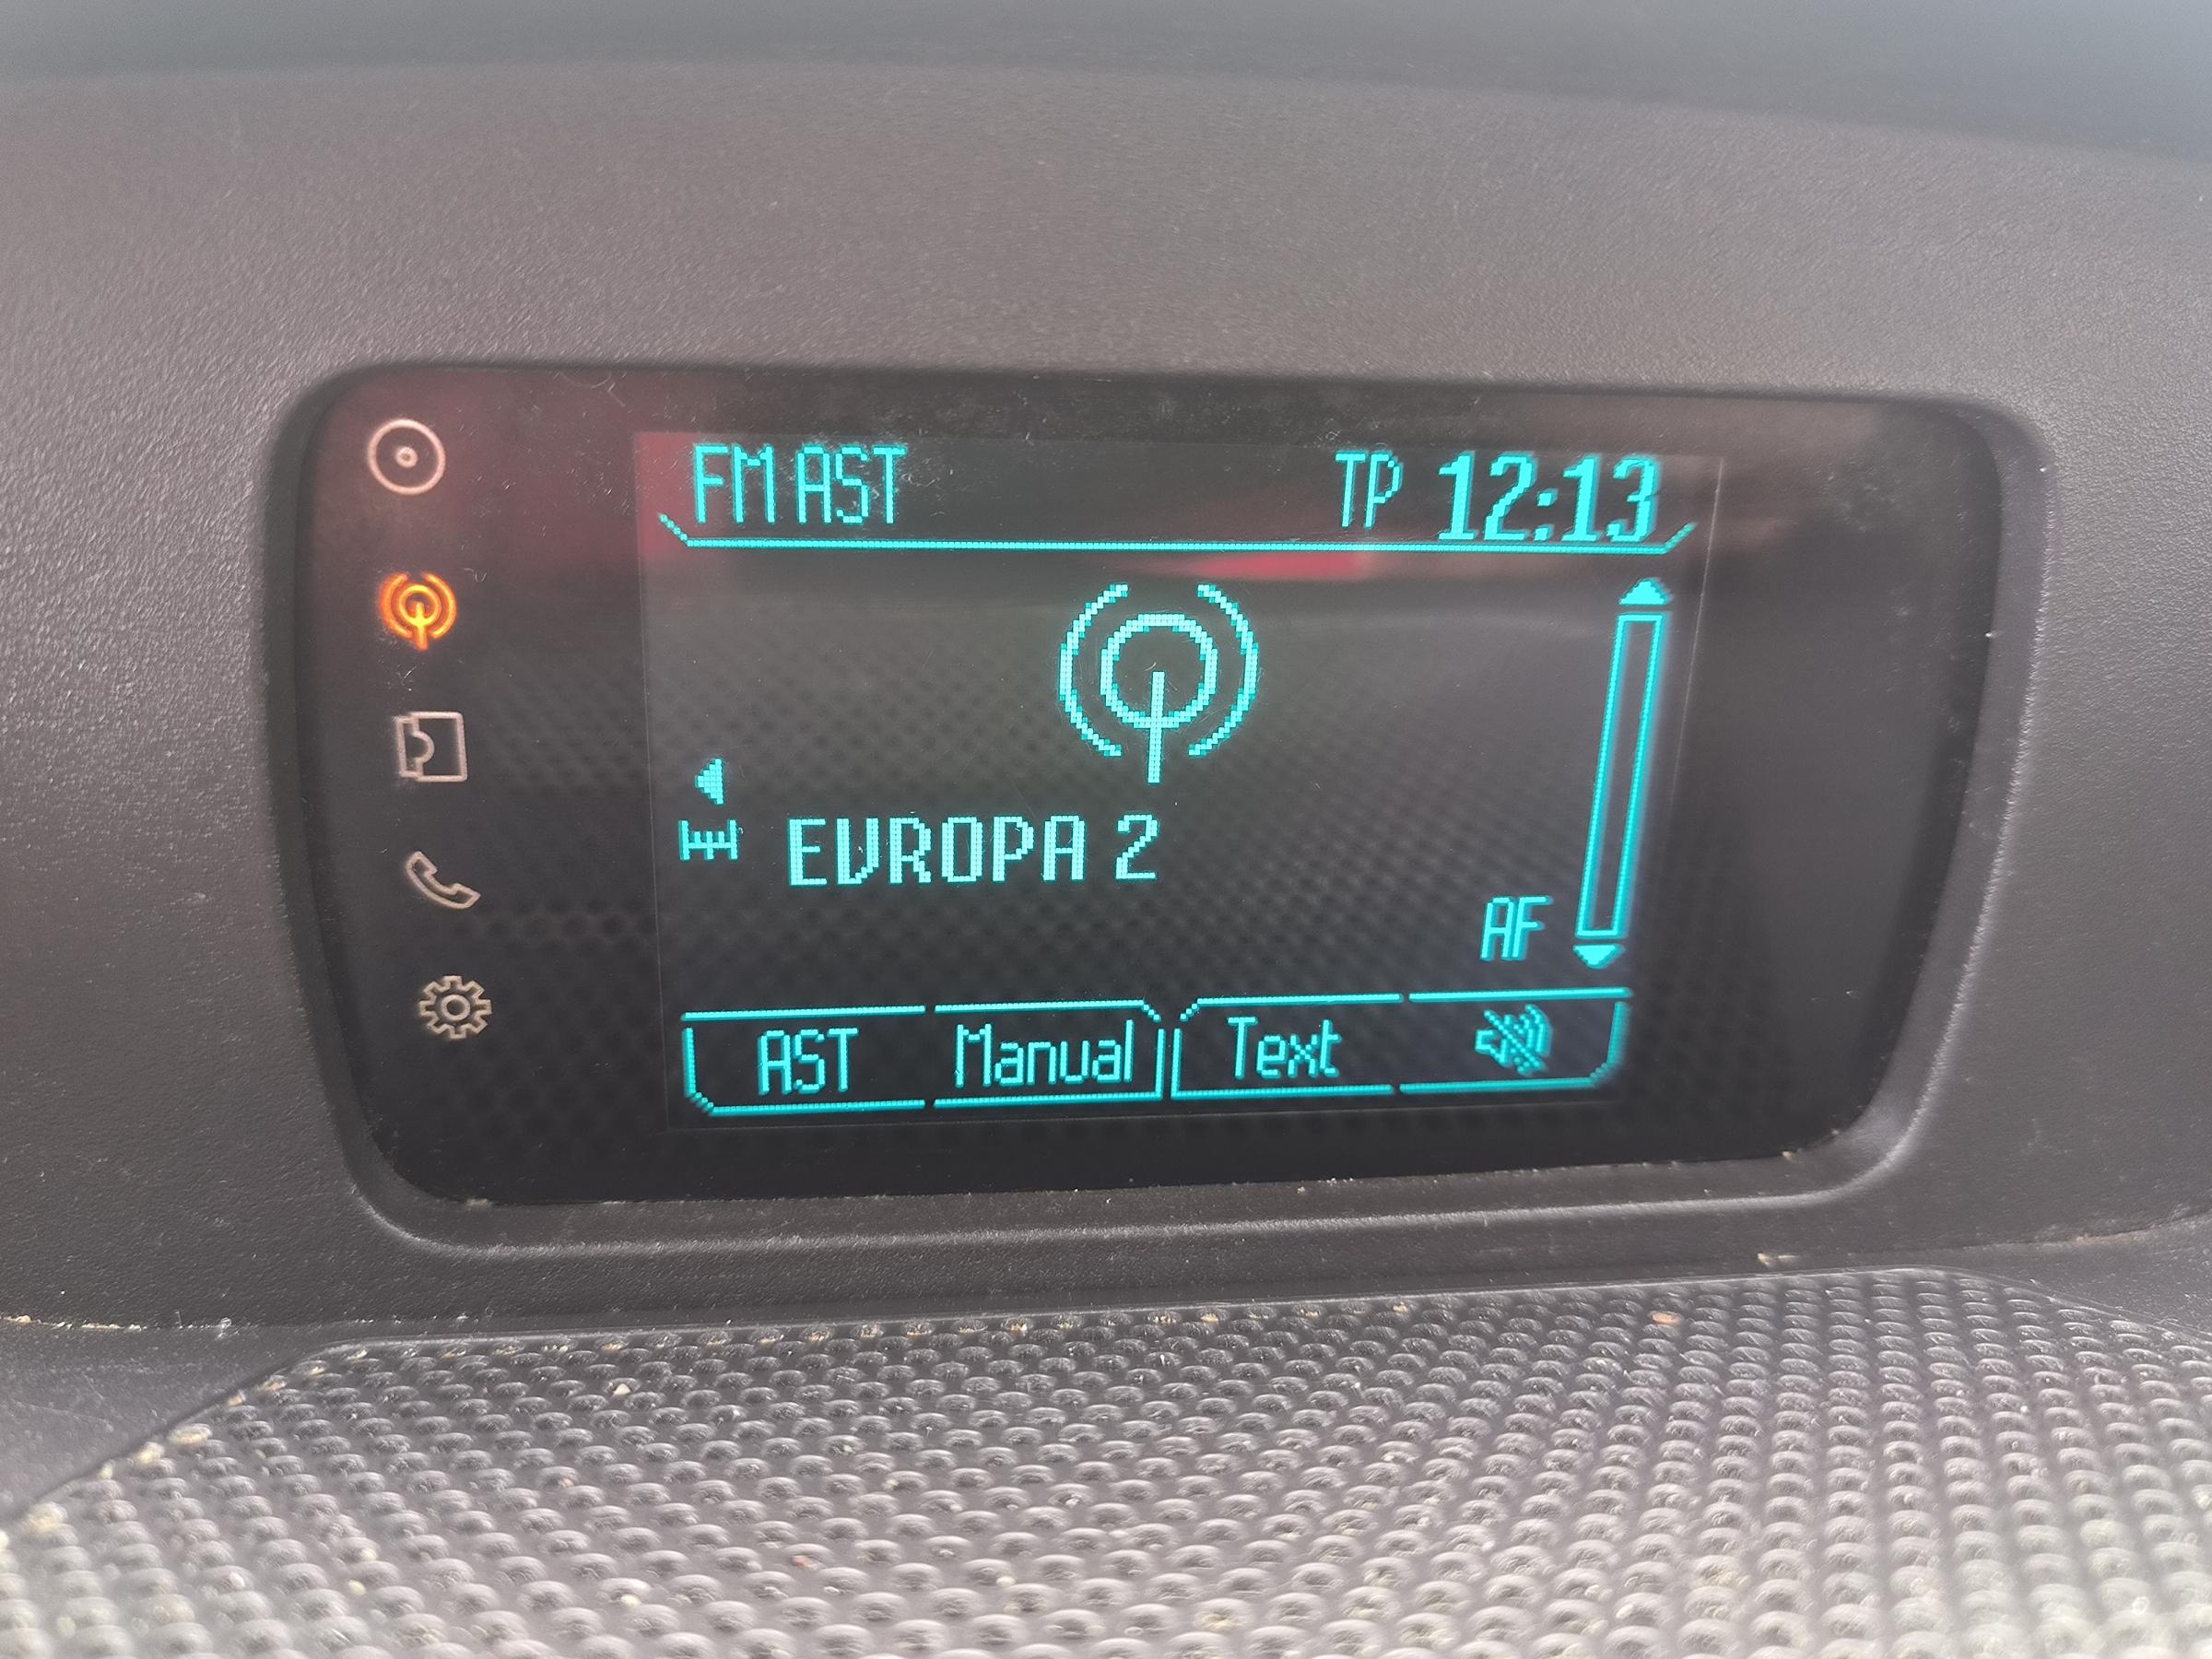 FM AST TP 12:13
EVROPA 2
AF
AST Manual Text